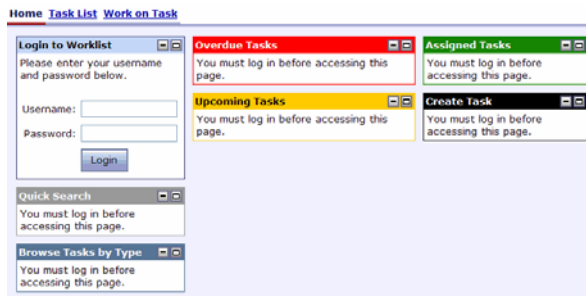 Home Task List Work on Task
Login to Worklist
Please enter your username
and password below.
Username:
Password:
Login
Quick Search
You must log in before
accessing this page.
Browse Tasks by Type
You must log in before
accessing this page.
Overdue Tasks
You must log in before accessing this
page.
Upcoming Tasks
You must log in before accessing this
page.
Assigned Tasks
You must log in before
accessing this page.
Create Task
You must log in before
accessing this page.